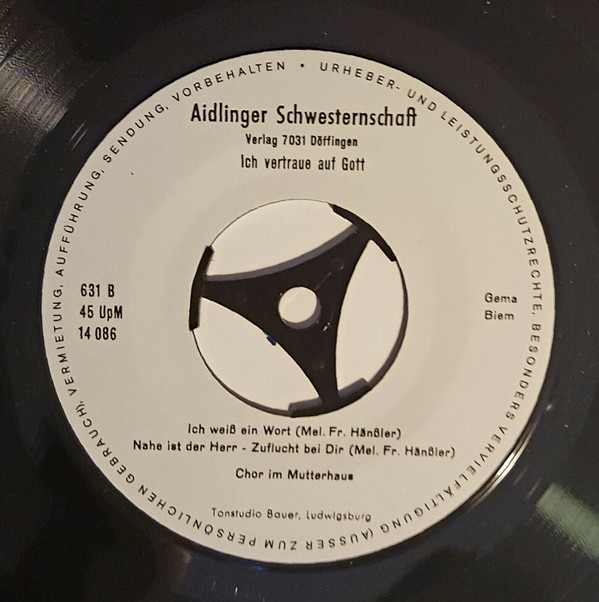 URHEBER- UND LEISTUNGSSCHUTZRECHTE, BESONDERS VERVIELFÄLTIGUNG (AUSSER ZUM PERSÖNLICHEN GEBRAUCH), VERMIETUNG, AUFFÜHRUNG, SENDUNG, VORBEHALTEN •
Aidlinger Schwesternschaft
Verlag 7031 Döffingen
Ich vertraue auf Gott
631 B
45 UpM
14 086
Gema
Biem
Ich weiß ein Wort (Mel. Fr. Hänßler)
Nahe ist der Herr - Zuflucht bei Dir (Mel. Fr. Hänßler)
Chor im Mutterhaus
Tonstudio Bauer, Ludwigsburg